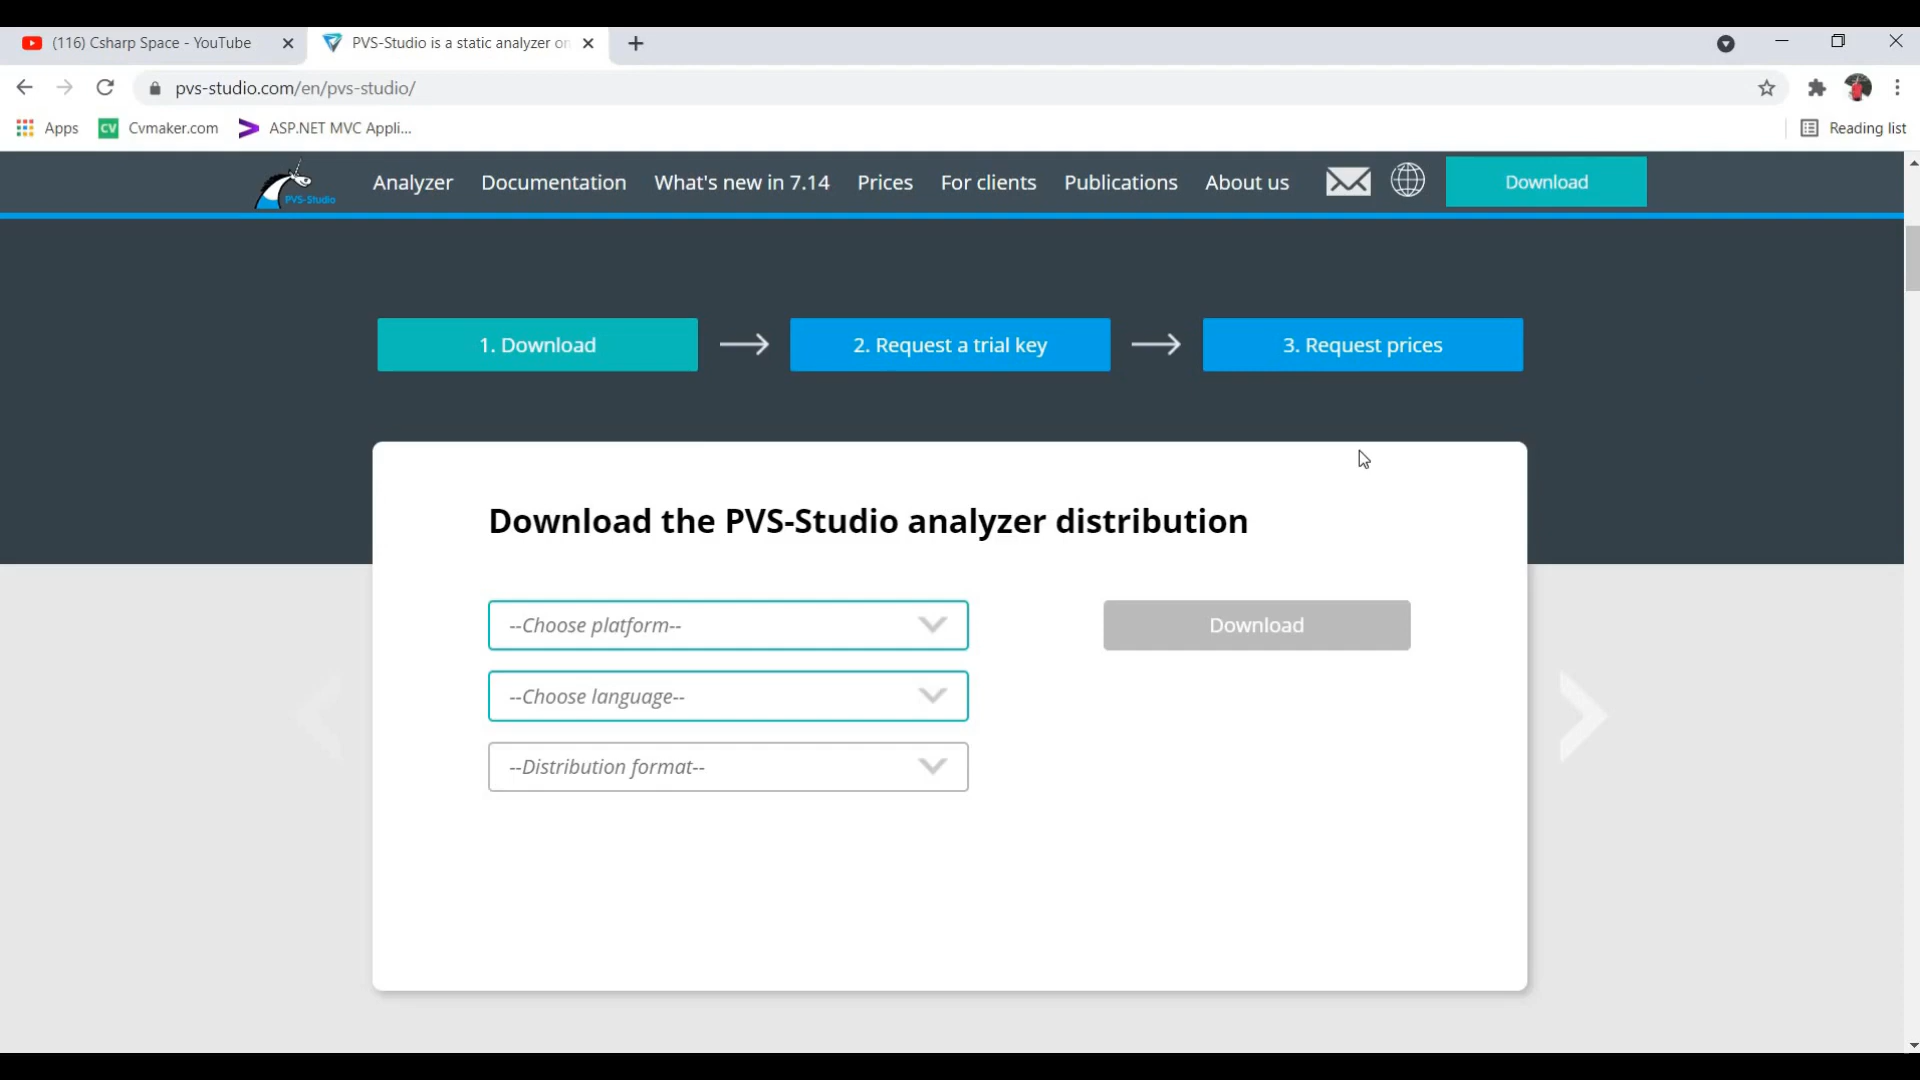 (116) Csharp Space - YouTube
PVS-Studio is a static analyzer on
pvs-studio.com/en/pvs-studio/
Apps
CV
Cvmaker.com
ASP.NET MVC Appli...
Reading list
PVS-Studio
Analyzer
Documentation
What's new in 7.14
Prices
For clients
Publications
About us
Download
1. Download
2. Request a trial key
3. Request prices
Download the PVS-Studio analyzer distribution
--Choose platform--
Download
--Choose language--
--Distribution format--